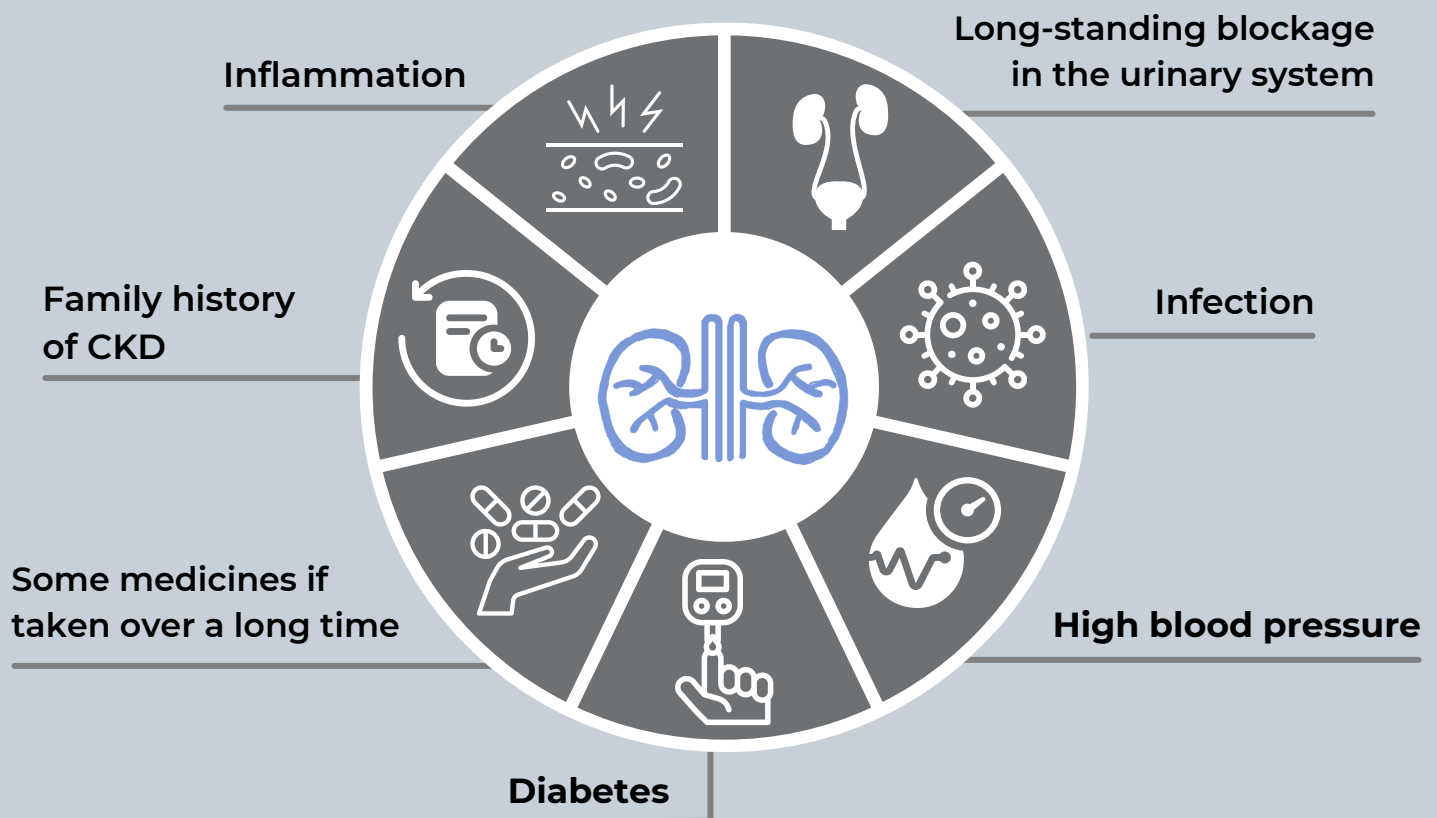 Inflammation
Long-standing blockage
in the urinary system
Family history
of CKD
Infection
Some medicines if
taken over a long time
High blood pressure
Diabetes